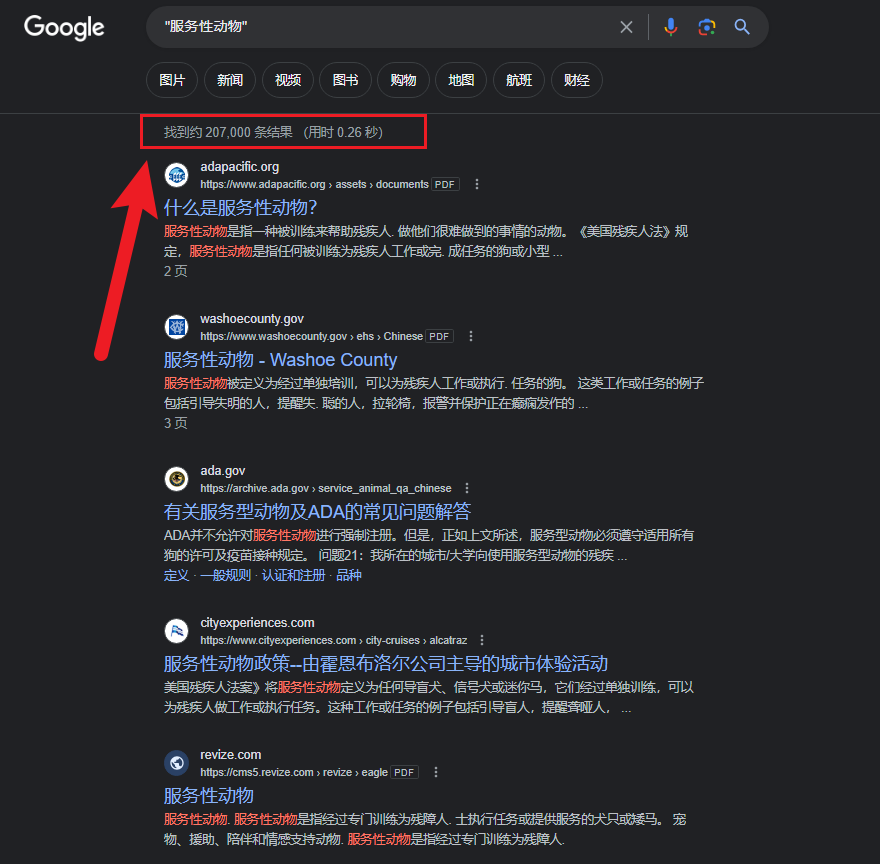 Google
"服务性动物"
图片 新闻 视频 图书 购物 地图 航班 财经
找到约 207,000 条结果 （用时 0.26 秒）
adapacific.org
https://www.adapacific.org › assets › documents PDF
什么是服务性动物?
服务性动物是指一种被训练来帮助残疾人. 做他们很难做到的事情的动物。《美国残疾人法》规
定，服务性动物是指任何被训练为残疾人工作或完. 成任务的狗或小型 ...
2 页
washoecounty.gov
https://www.washoecounty.gov › ehs › Chinese PDF
服务性动物 - Washoe County
服务性动物被定义为经过单独培训，可以为残疾人工作或执行. 任务的狗。 这类工作或任务的例子
包括引导失明的人，提醒失. 聪的人，拉轮椅，报警并保护正在癫痫发作的 ...
3 页
ada.gov
https://archive.ada.gov › service_animal_qa_chinese
有关服务型动物及ADA的常见问题解答
ADA并不允许对服务性动物进行强制注册。但是，正如上文所述，服务型动物必须遵守适用所有
狗的许可及疫苗接种规定。 问题21：我所在的城市/大学向使用服务型动物的残疾 ...
定义 · 一般规则 · 认证和注册 · 品种
cityexperiences.com
https://www.cityexperiences.com › city-cruises › alcatraz
服务性动物政策--由霍恩布洛尔公司主导的城市体验活动
美国残疾人法案》将服务性动物定义为任何导盲犬、信号犬或迷你马，它们经过单独训练，可以
为残疾人做工作或执行任务。这种工作或任务的例子包括引导盲人，提醒聋哑人， ...
revize.com
https://cms5.revize.com › revize › eagle PDF
服务性动物
服务性动物. 服务性动物是指经过专门训练为残障人. 士执行任务或提供服务的犬只或矮马。 宠
物、援助、陪伴和情感支持动物. 服务性动物是指经过专门训练为残障人.